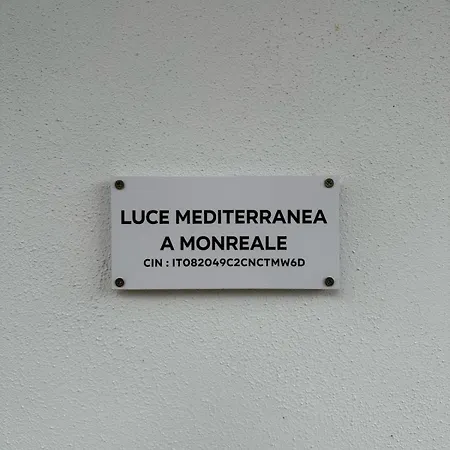 LUCE MEDITERRANEA
A MONREALE
CIN : IT082049C2CNCTMW6D